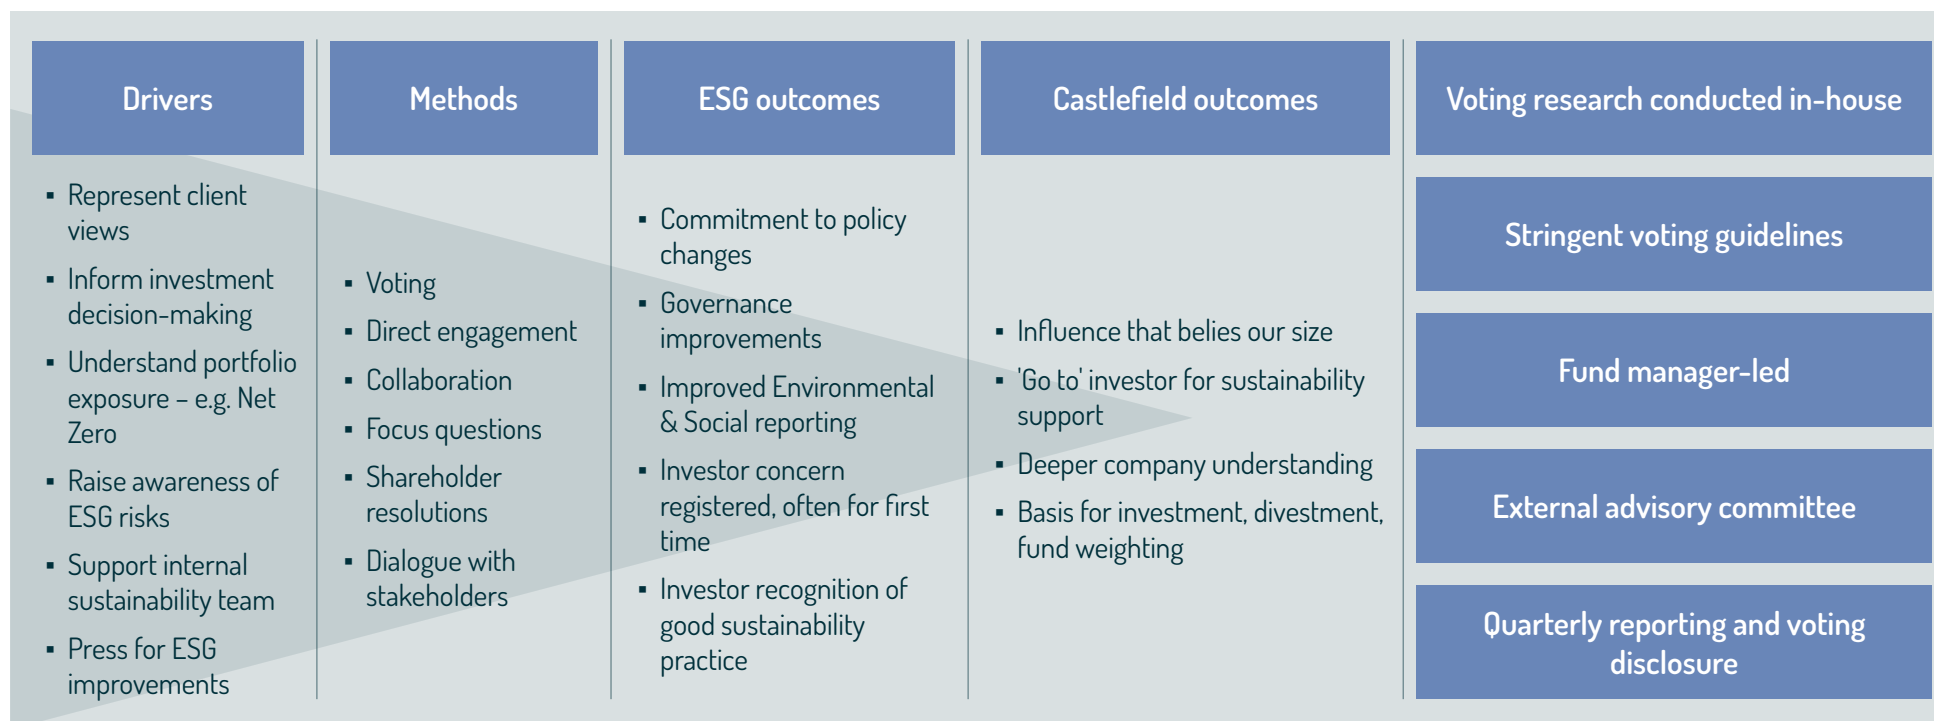 Drivers
▪ Represent client
views
▪ Inform investment
decision-making
▪ Understand portfolio
exposure – e.g. Net
Zero
▪ Raise awareness of
ESG risks
▪ Support internal
sustainability team
▪ Press for ESG
improvements
Methods
▪ Voting
▪ Direct engagement
▪ Collaboration
▪ Focus questions
▪ Shareholder
resolutions
▪ Dialogue with
stakeholders
ESG outcomes
▪ Commitment to policy
changes
▪ Governance
improvements
▪ Improved Environmental
& Social reporting
▪ Investor concern
registered, often for first
time
▪ Investor recognition of
good sustainability
practice
Castlefield outcomes
▪ Influence that belies our size
▪ 'Go to' investor for sustainability
support
▪ Deeper company understanding
▪ Basis for investment, divestment,
fund weighting
Voting research conducted in-house
Stringent voting guidelines
Fund manager-led
External advisory committee
Quarterly reporting and voting
disclosure